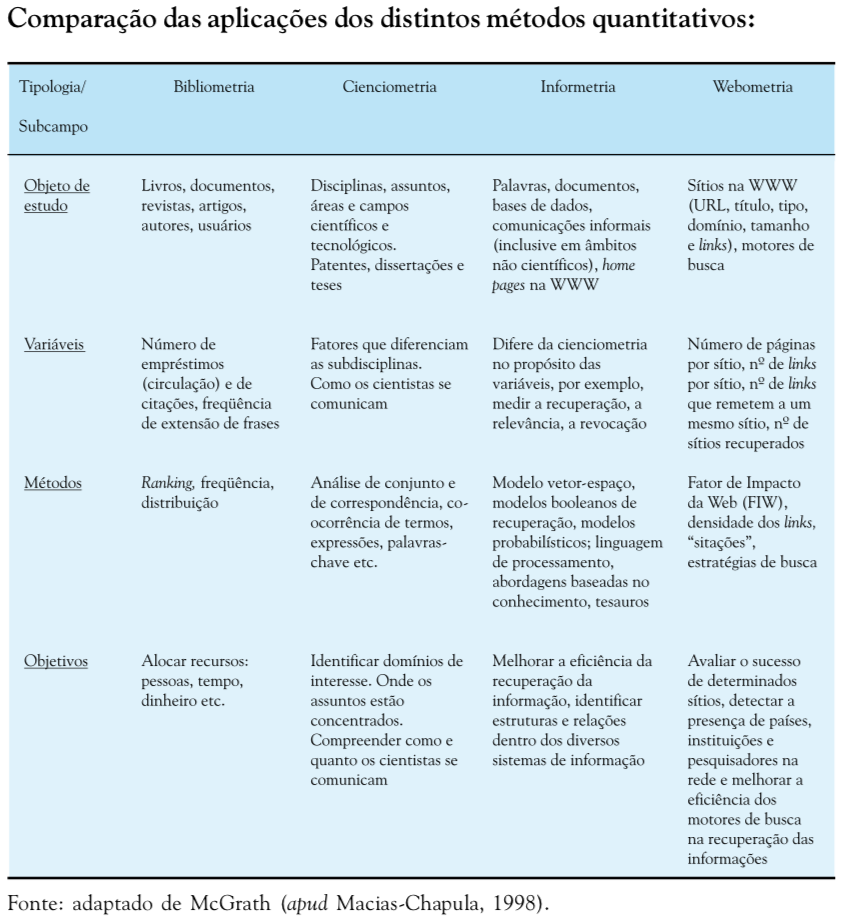 Comparação das aplicações dos distintos métodos quantitativos:
Tipologia/
Subcampo
Bibliometria
Cienciometria
Informetria
Webometria
Objeto de
estudo
Livros, documentos,
revistas, artigos,
autores, usuários
Disciplinas, assuntos,
áreas e campos
científicos e
tecnológicos.
Patentes, dissertações e
teses
Palavras, documentos,
bases de dados,
comunicações informais
(inclusive em âmbitos
não científicos), home
pages na WWW
Sítios na WWW
(URL, título, tipo,
domínio, tamanho
e links), motores de
busca
Variáveis
Número de
empréstimos
(circulação) e de
citações, freqüência
de extensão de frases
Fatores que diferenciam
as subdisciplinas.
Como os cientistas se
comunicam
Difere da cienciometria
no propósito das
variáveis, por exemplo,
medir a recuperação, a
relevância, a revocação
Número de páginas
por sítio, nº de links
por sítio, nº de links
que remetem a um
mesmo sítio, nº de
sítios recuperados
Métodos
Ranking, freqüência,
distribuição
Análise de conjunto e
de correspondência, co-
ocorrência de termos,
expressões, palavras-
chave etc.
Modelo vetor-espaço,
modelos booleanos de
recuperação, modelos
probabilísticos; linguagem
de processamento,
abordagens baseadas no
conhecimento, tesauros
Fator de Impacto
da Web (FIW),
densidade dos links,
“sitações”,
estratégias de busca
Objetivos
Alocar recursos:
pessoas, tempo,
dinheiro etc.
Identificar domínios de
interesse. Onde os
assuntos estão
concentrados.
Compreender como e
quanto os cientistas se
comunicam
Melhorar a eficiência da
recuperação da
informação, identificar
estruturas e relações
dentro dos diversos
sistemas de informação
Avaliar o sucesso
de determinados
sítios, detectar a
presença de países,
instituições e
pesquisadores na
rede e melhorar a
eficiência dos
motores de busca
na recuperação das
informações
Fonte: adaptado de McGrath (apud Macias-Chapula, 1998).